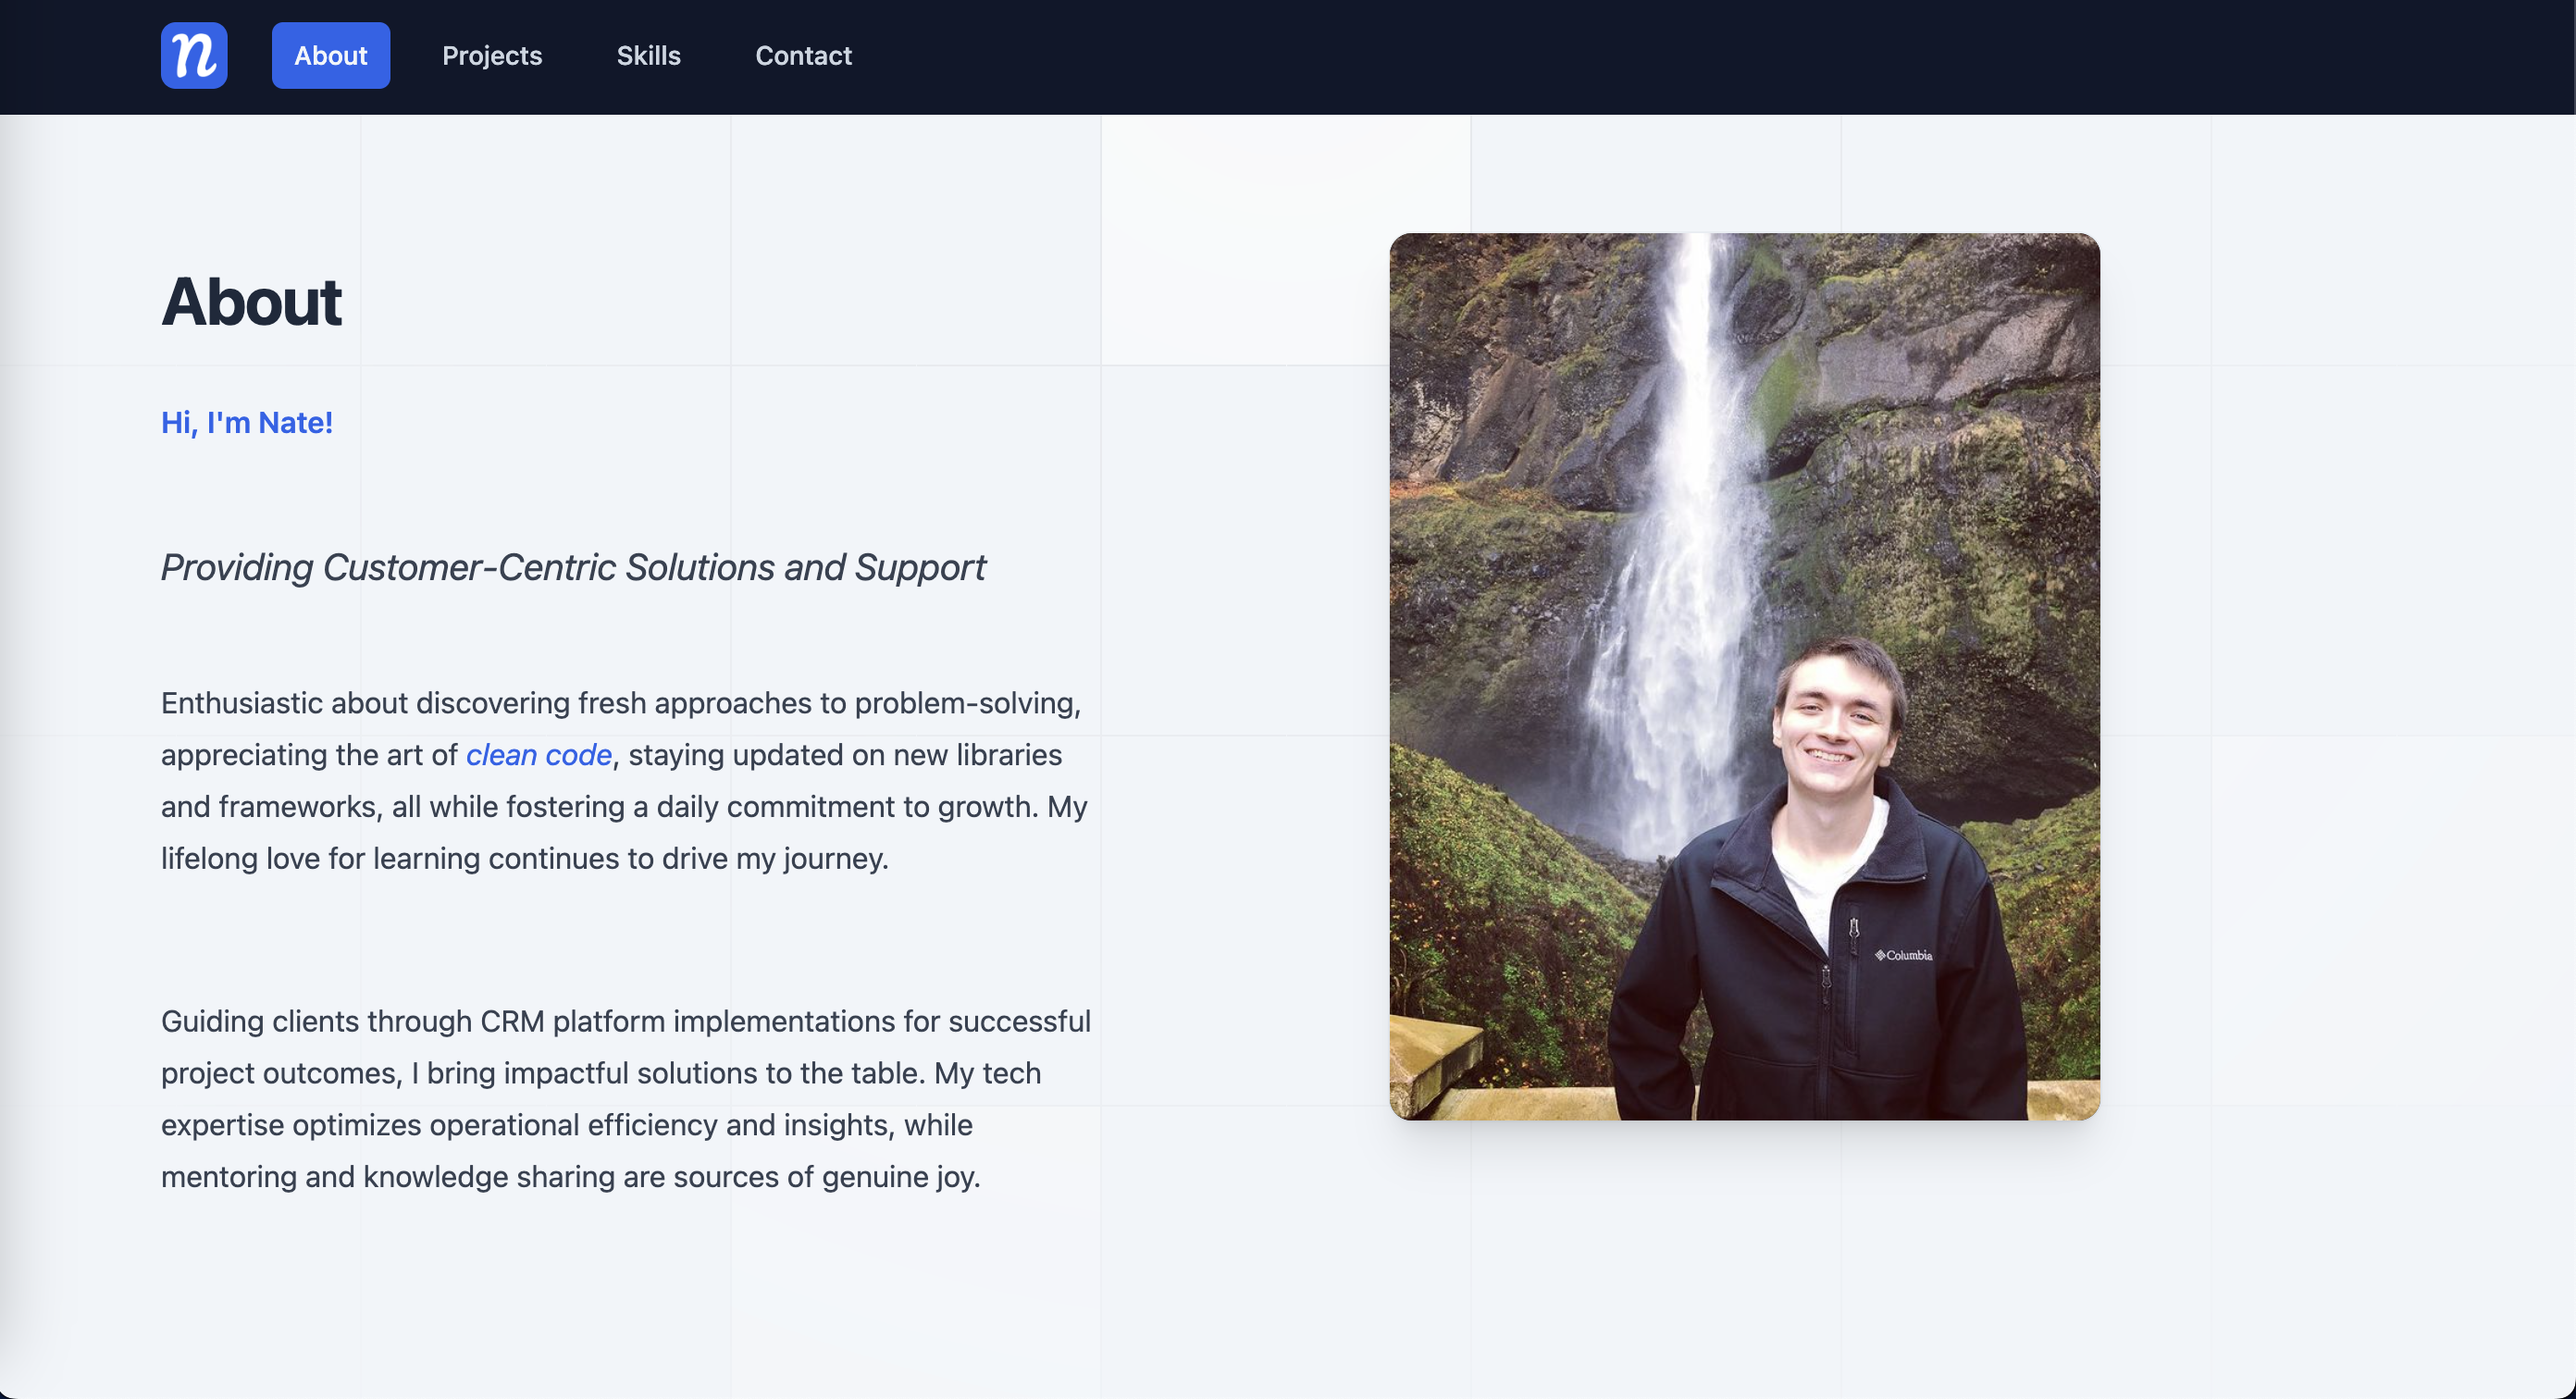 n
About
Projects
Skills
Contact
About
Hi, I'm Nate!
Providing Customer-Centric Solutions and Support
Enthusiastic about discovering fresh approaches to problem-solving,
appreciating the art of clean code, staying updated on new libraries
and frameworks, all while fostering a daily commitment to growth. My
lifelong love for learning continues to drive my journey.
Guiding clients through CRM platform implementations for successful
project outcomes, I bring impactful solutions to the table. My tech
expertise optimizes operational efficiency and insights, while
mentoring and knowledge sharing are sources of genuine joy.
Columbia